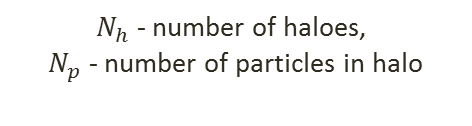 N_h - number of haloes,
N_p - number of particles in halo